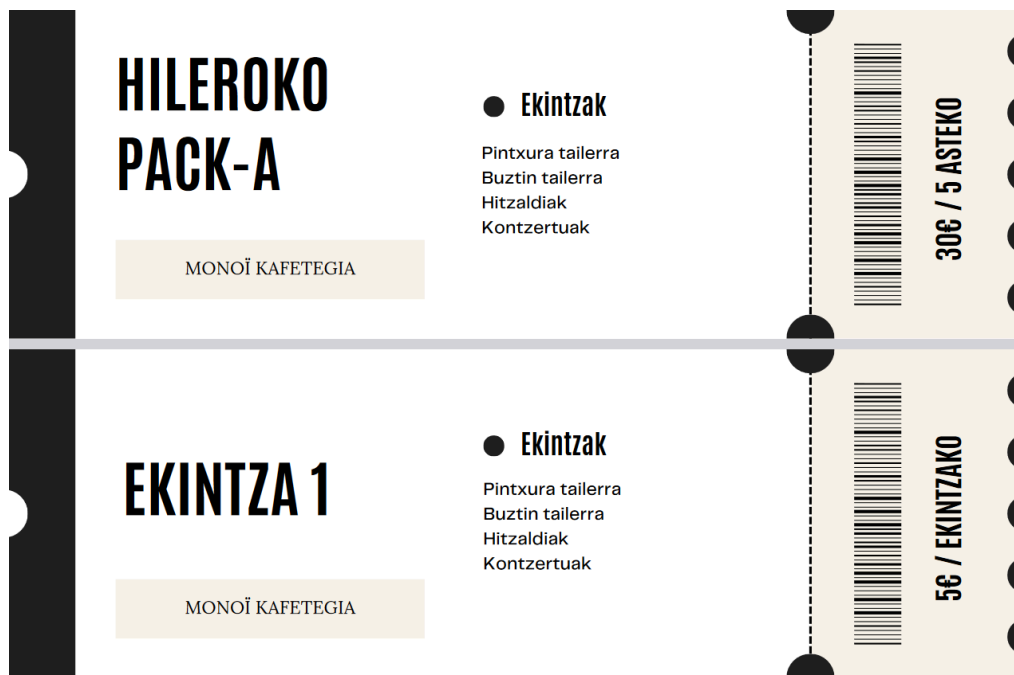 HILEROKO
PACK-A
MONOÏ KAFETEGIA
Ekintzak
Pintxura tailerra
Buztin tailerra
Hitzaldiak
Kontzertuak
30€ / 5 ASTEKO
EKINTZA 1
MONOÏ KAFETEGIA
Ekintzak
Pintxura tailerra
Buztin tailerra
Hitzaldiak
Kontzertuak
5€ / EKINTZAKO